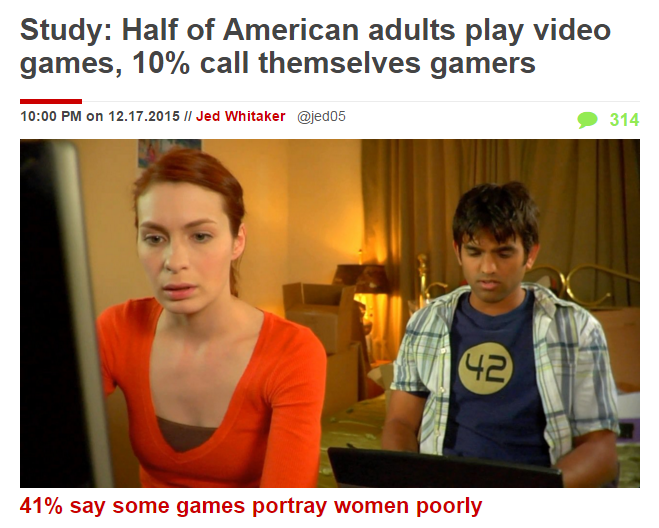 Study: Half of American adults play video
games, 10% call themselves gamers
10:00 PM on 12.17.2015 // Jed Whitaker @jed05
314
42
41% say some games portray women poorly